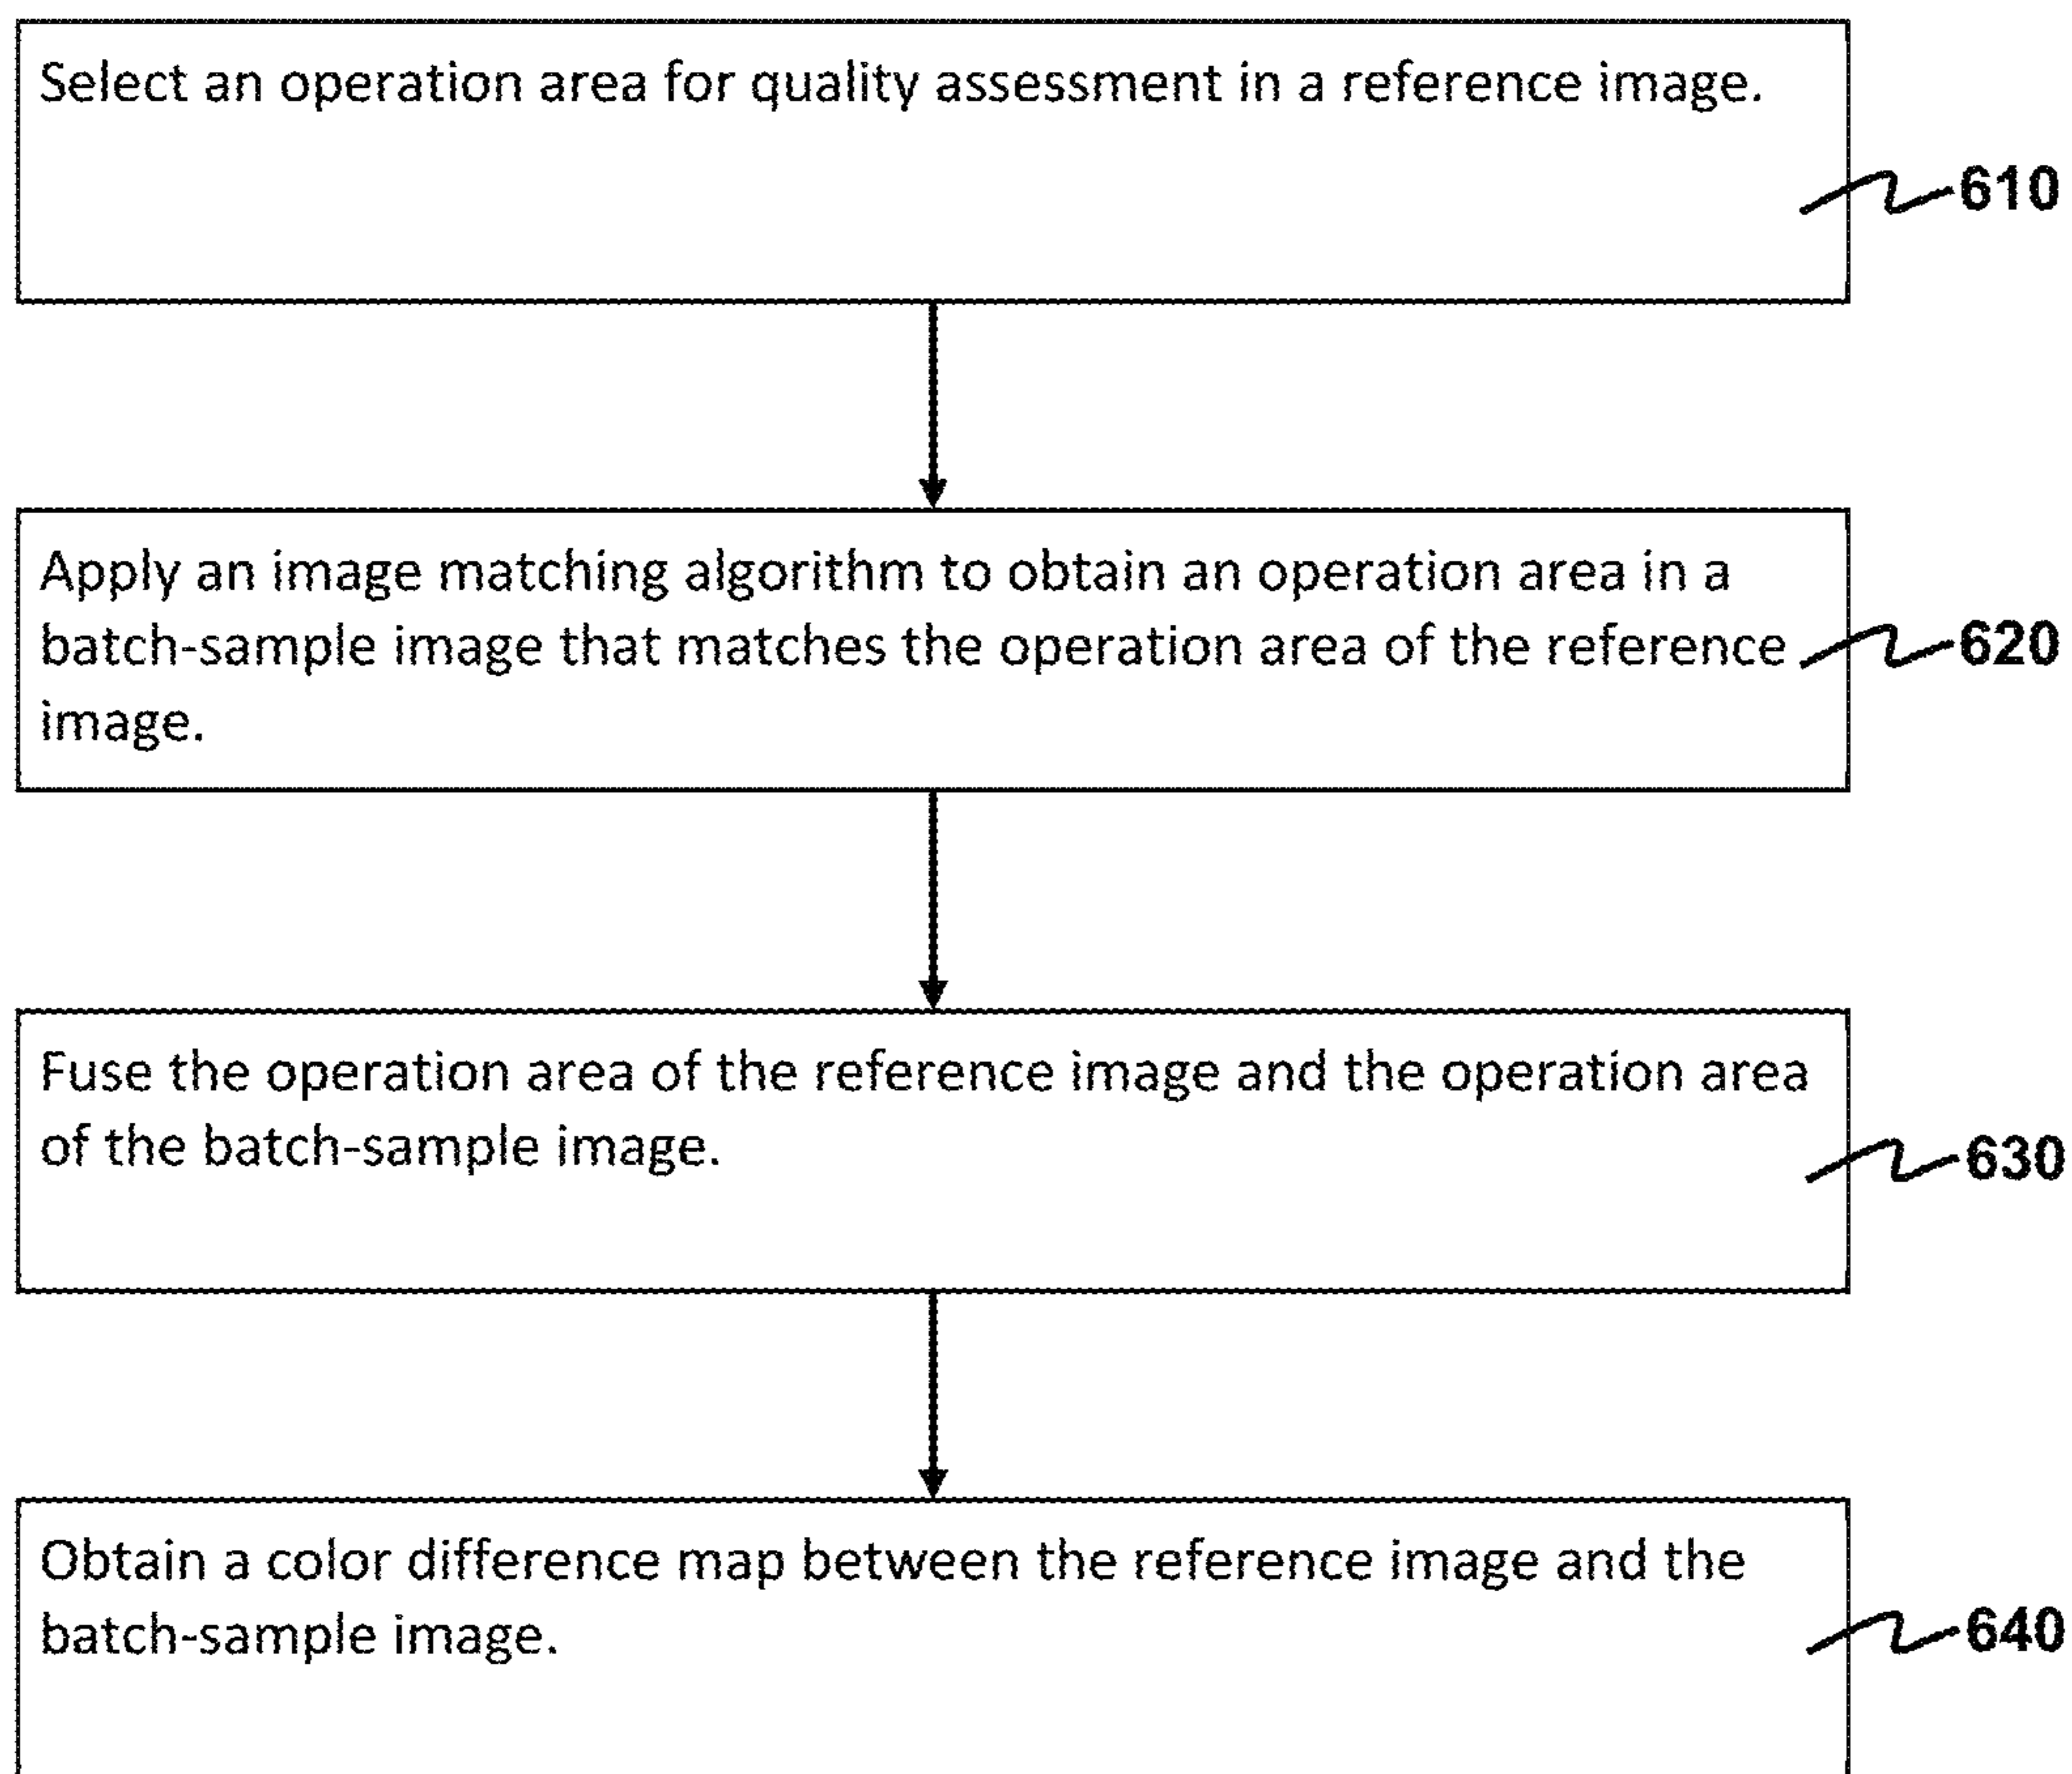 Select an operation area for quality assessment in a reference image.
610
Apply an image matching algorithm to obtain an operation area in a
batch-sample image that matches the operation area of the reference
image.
620
Fuse the operation area of the reference image and the operation area
of the batch-sample image.
630
Obtain a color difference map between the reference image and the
batch-sample image.
640